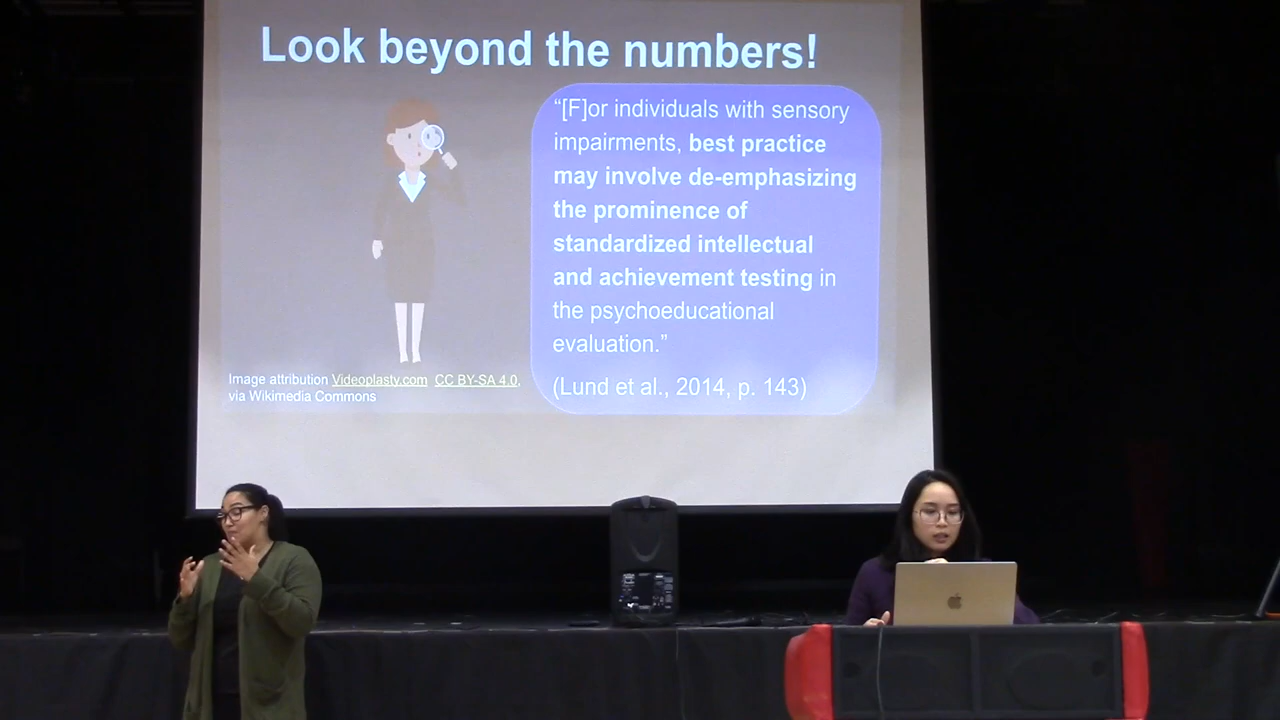 Look beyond the numbers!
“[F]or individuals with sensory
impairments, best practice
may involve de-emphasizing
the prominence of
standardized intellectual
and achievement testing in
the psychoeducational
evaluation.”
(Lund et al., 2014, p. 143)
Image attribution Videoplasty.com CC BY-SA 4.0,
via Wikimedia Commons